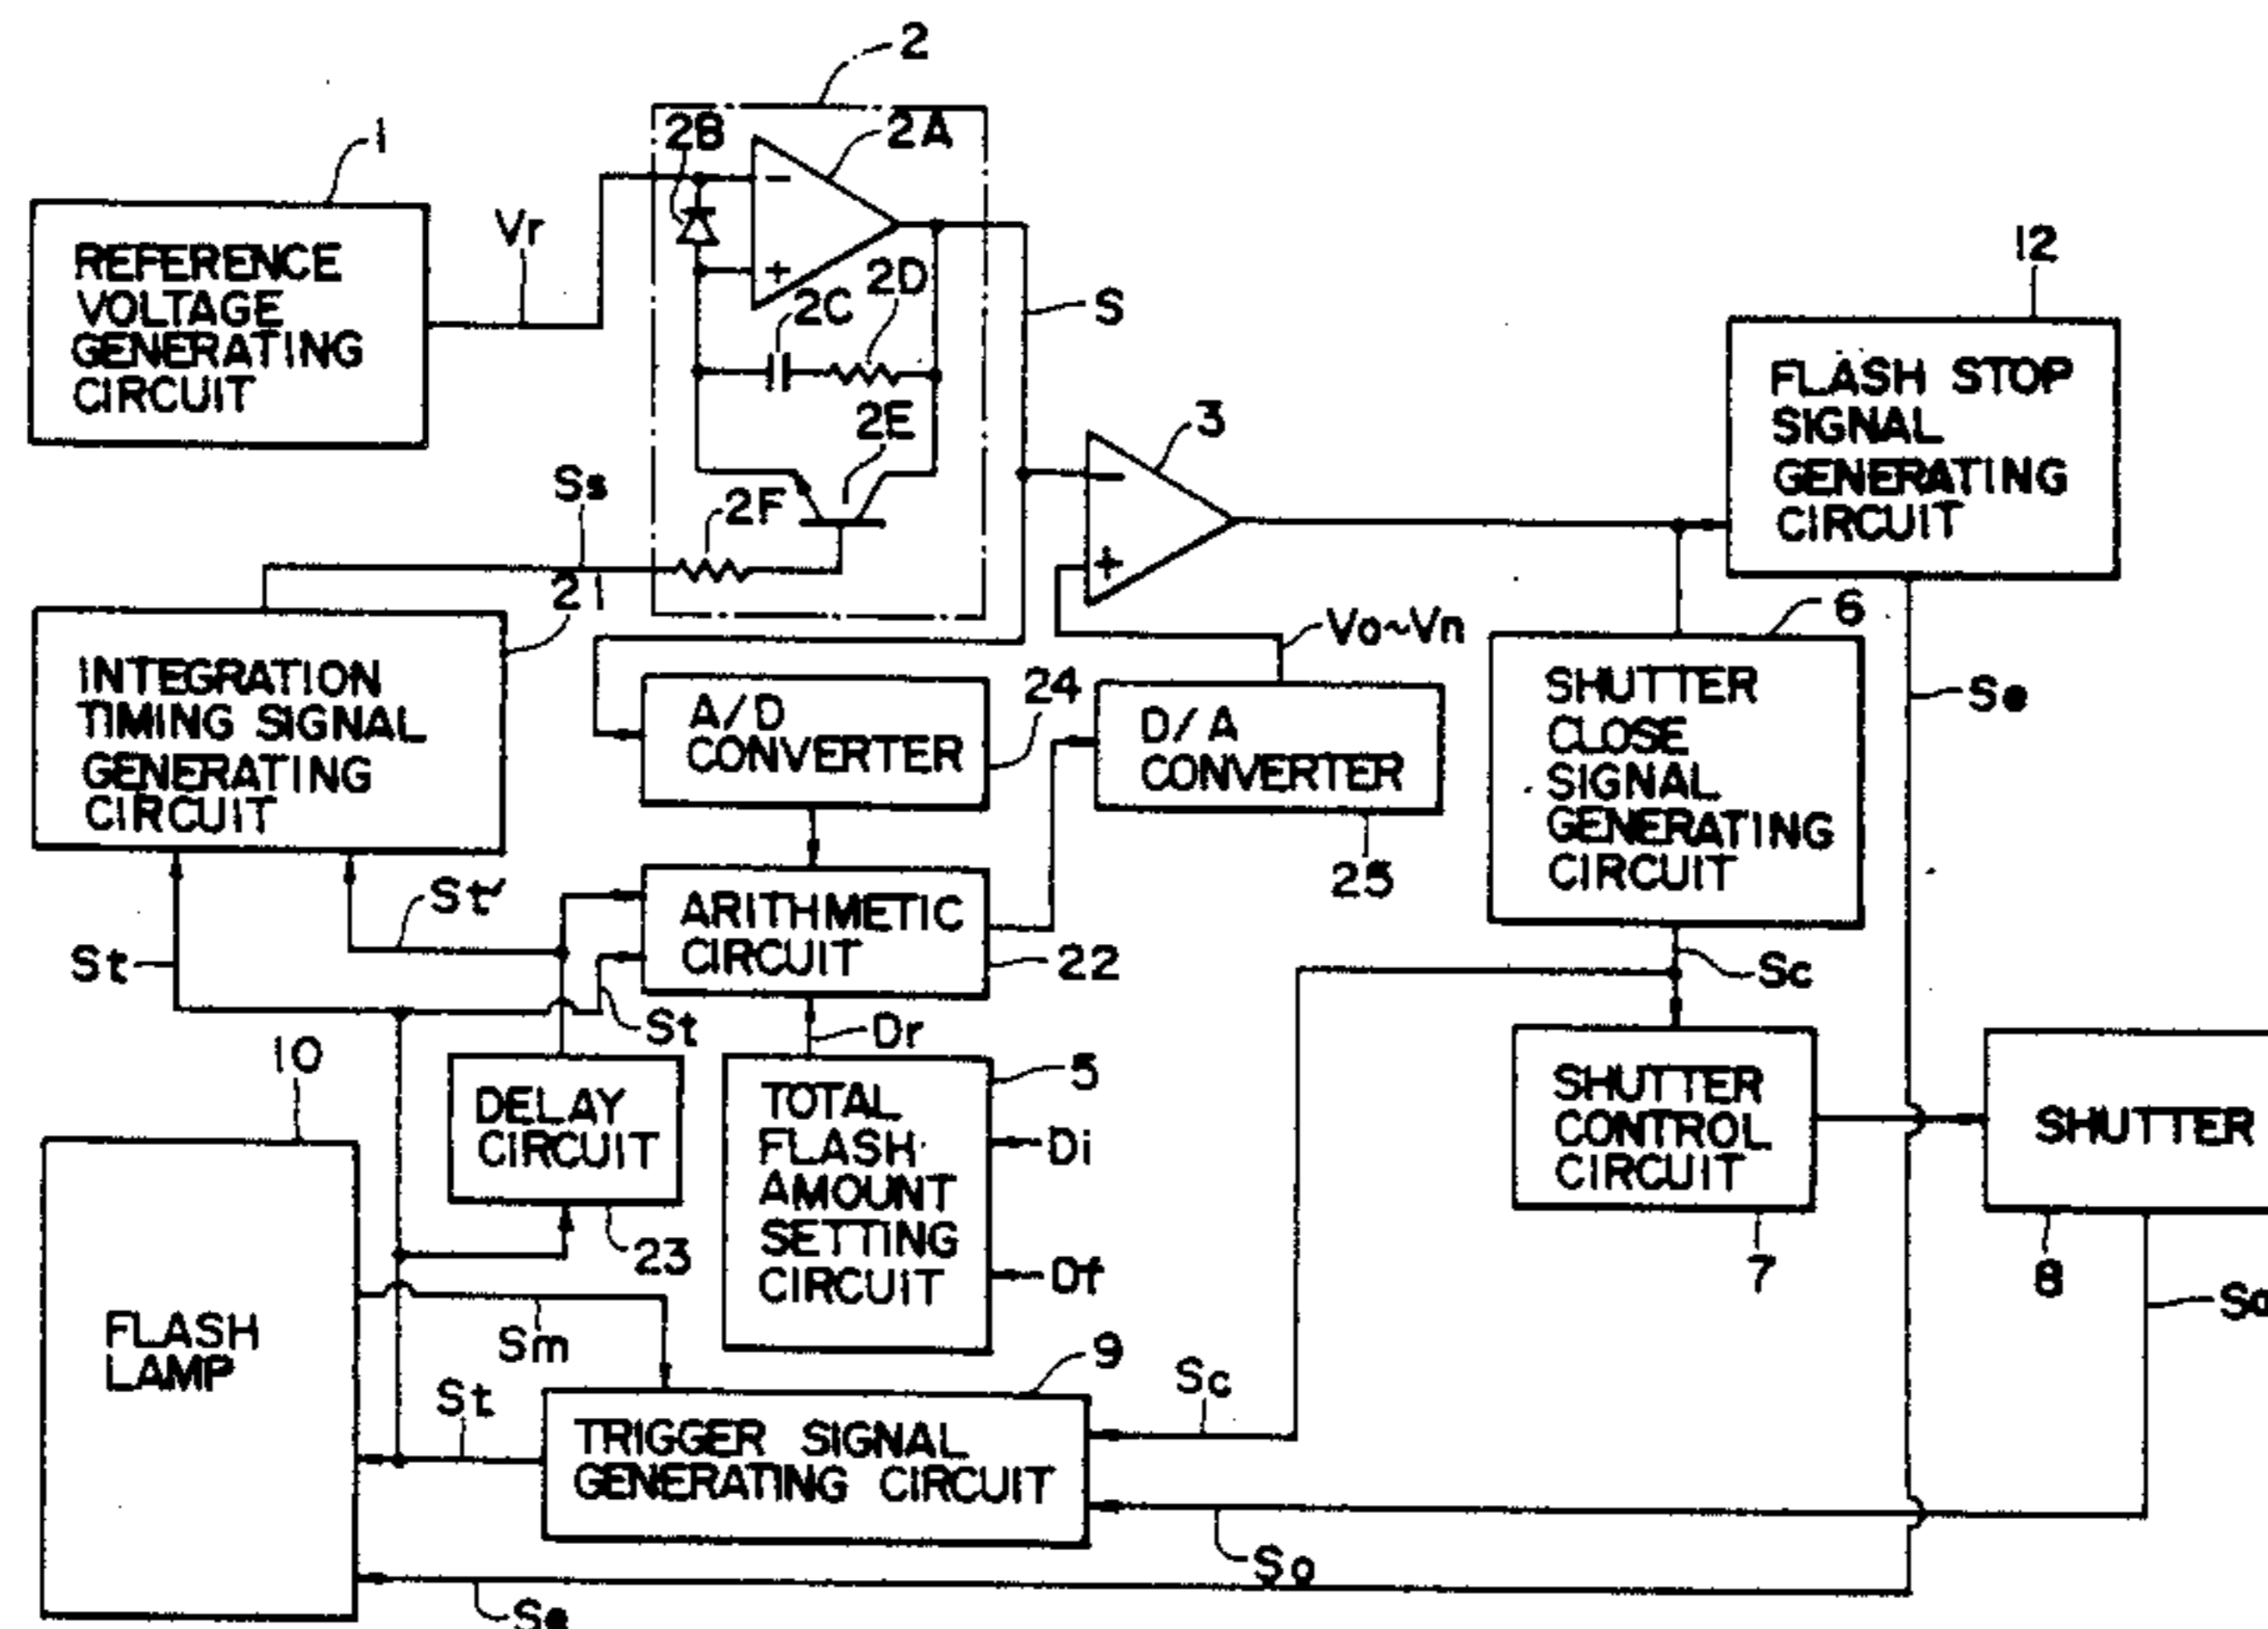 2
2B
2A
1
Vr
REFERENCE
VOLTAGE
GENERATING
CIRCUIT
−
+
2C
2D
S
12
FLASH STOP
SIGNAL
GENERATING
CIRCUIT
2E
3
Ss
2F
−
+
21
Vo~Vn
6
INTEGRATION
TIMING SIGNAL
GENERATING
CIRCUIT
A/D
CONVERTER
24
D/A
CONVERTER
25
SHUTTER
CLOSE
SIGNAL
GENERATING
CIRCUIT
Se
St'
St
ARITHMETIC
CIRCUIT
22
Sc
St
Dr
10
DELAY
CIRCUIT
23
TOTAL
FLASH
AMOUNT
SETTING
CIRCUIT
5
Di
Df
SHUTTER
CONTROL
CIRCUIT
7
SHUTTER
8
FLASH
LAMP
Sm
9
St
Sc
TRIGGER SIGNAL
GENERATING CIRCUIT
So
Se